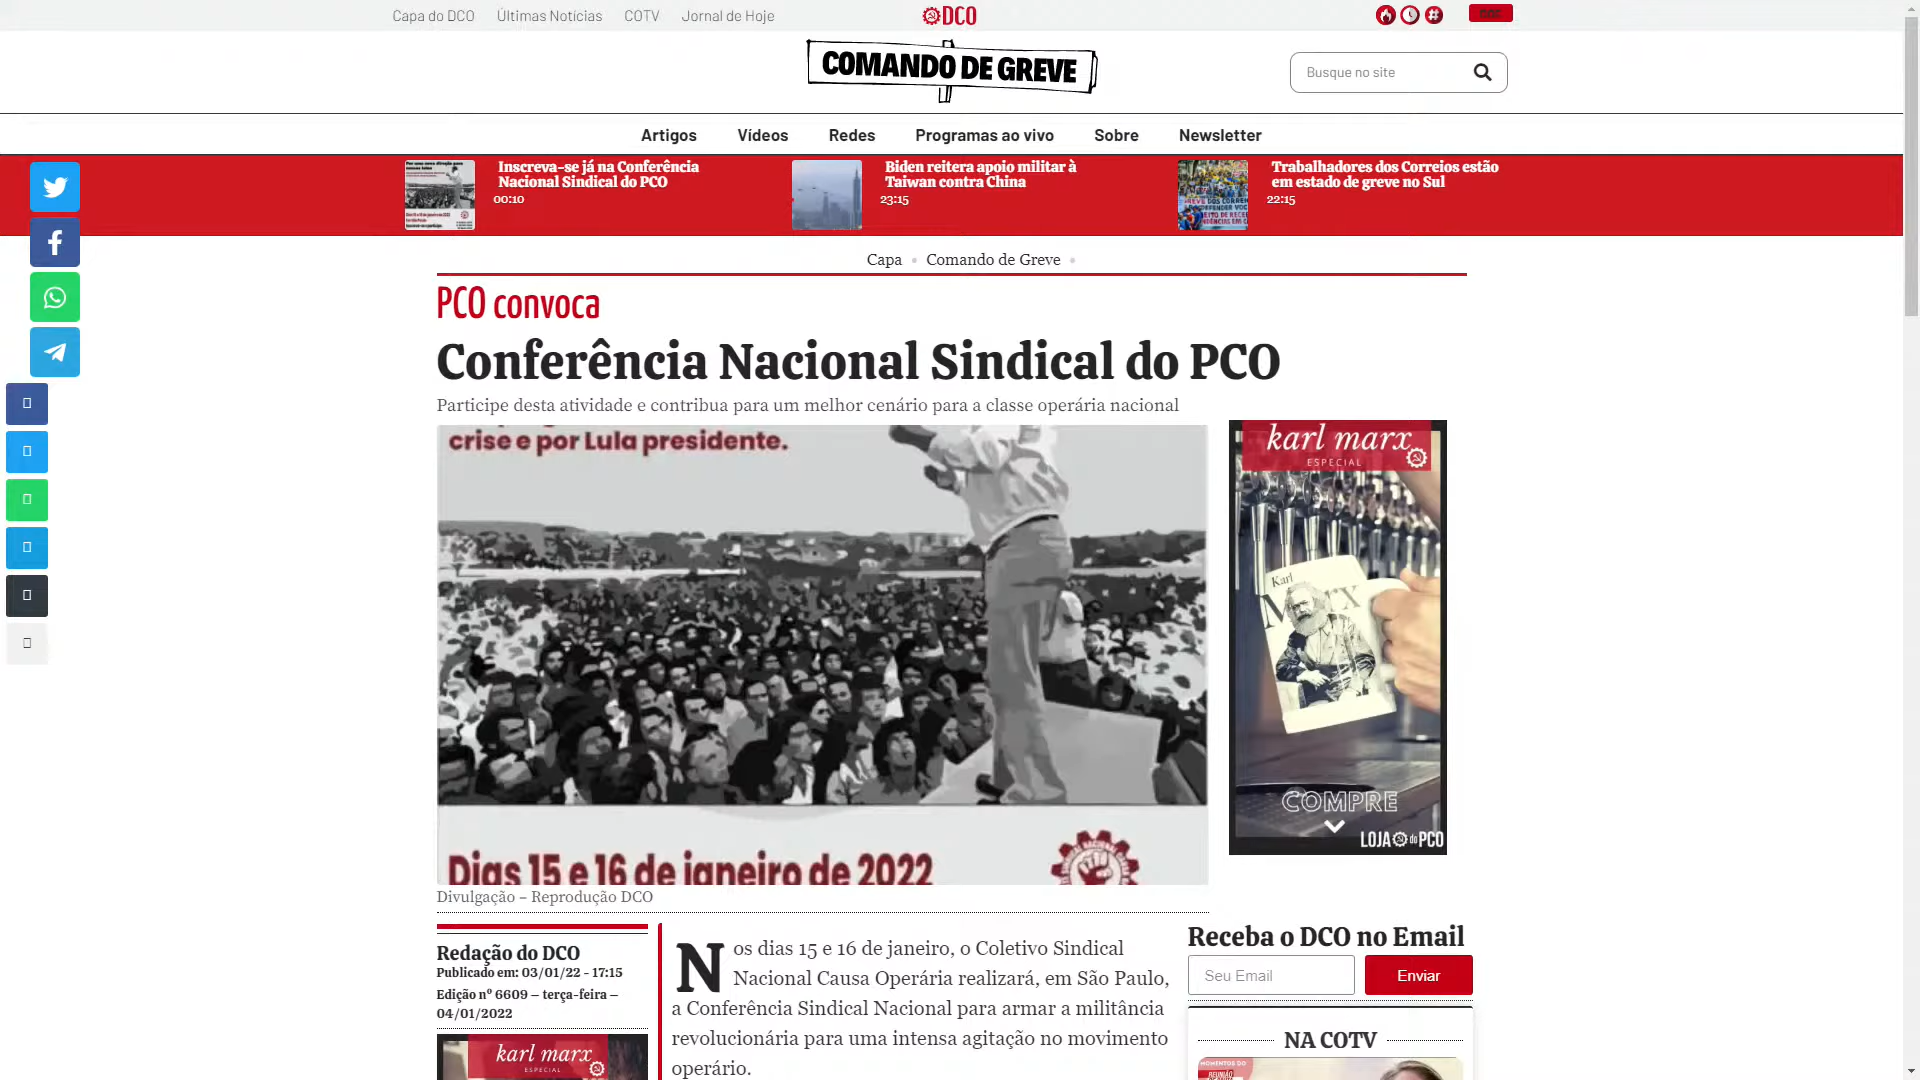 Capa do DCO Últimas Notícias COTV Jornal de Hoje
DCO
COMANDO DE GREVE
Busque no site
Artigos Vídeos Redes Programas ao vivo Sobre Newsletter
Inscreva-se já na Conferência
Nacional Sindical do PCO
00:10
Biden reitera apoio militar à
Taiwan contra China
23:15
Trabalhadores dos Correios estão
em estado de greve no Sul
22:15
Capa • Comando de Greve •
PCO convoca
Conferência Nacional Sindical do PCO
Participe desta atividade e contribua para um melhor cenário para a classe operária nacional
crise e por Lula presidente.
Dias 15 e 16 de janeiro de 2022
Divulgação – Reprodução DCO
karl marx
ESPECIAL
Karl
MARX
COMPRE
LOJA do PCO
Redação do DCO
Publicado em: 03/01/22 - 17:15
Edição nº 6609 – terça-feira –
04/01/2022
karl marx
ESPECIAL
Nos dias 15 e 16 de janeiro, o Coletivo Sindical
Nacional Causa Operária realizará, em São Paulo,
a Conferência Sindical Nacional para armar a militância
revolucionária para uma intensa agitação no movimento
operário.
Receba o DCO no Email
Seu Email
Enviar
NA COTV
MOMENTOS DO